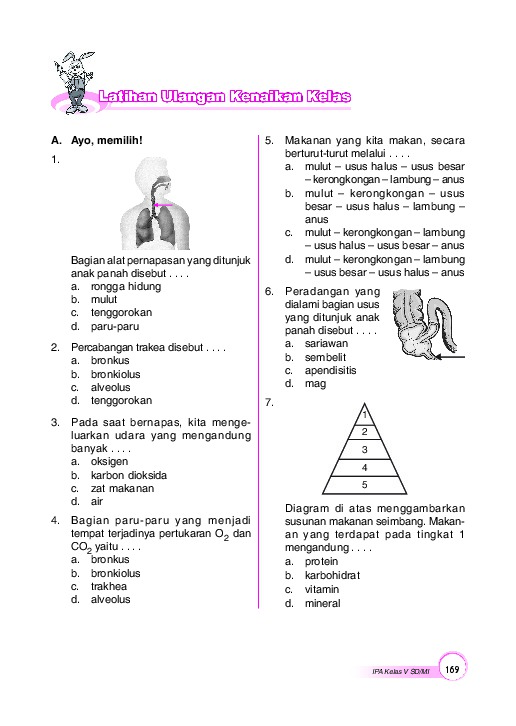 Latihan Ulangan Kenaikan Kelas
A. Ayo, memilih!
1.
Bagian alat pernapasan yang ditunjuk
anak panah disebut . . . .
a. rongga hidung
b. mulut
c. tenggorokan
d. paru-paru
2. Percabangan trakea disebut . . . .
a. bronkus
b. bronkiolus
c. alveolus
d. tenggorokan
3. Pada saat bernapas, kita menge-
luarkan udara yang mengandung
banyak . . . .
a. oksigen
b. karbon dioksida
c. zat makanan
d. air
4. Bagian paru-paru yang menjadi
tempat terjadinya pertukaran O2 dan
CO2 yaitu . . . .
a. bronkus
b. bronkiolus
c. trakhea
d. alveolus
5. Makanan yang kita makan, secara
berturut-turut melalui . . . .
a. mulut – usus halus – usus besar
– kerongkongan – lambung – anus
b. mulut – kerongkongan – usus
besar – usus halus – lambung –
anus
c. mulut – kerongkongan – lambung
– usus halus – usus besar – anus
d. mulut – kerongkongan – lambung
– usus besar – usus halus – anus
6. Peradangan yang
dialami bagian usus
yang ditunjuk anak
panah disebut . . . .
a. sariawan
b. sembelit
c. apendisitis
d. mag
7.
1
2
3
4
5
Diagram di atas menggambarkan
susunan makanan seimbang. Makan-
an yang terdapat pada tingkat 1
mengandung . . . .
a. protein
b. karbohidrat
c. vitamin
d. mineral
IPA Kelas V SD/MI 169